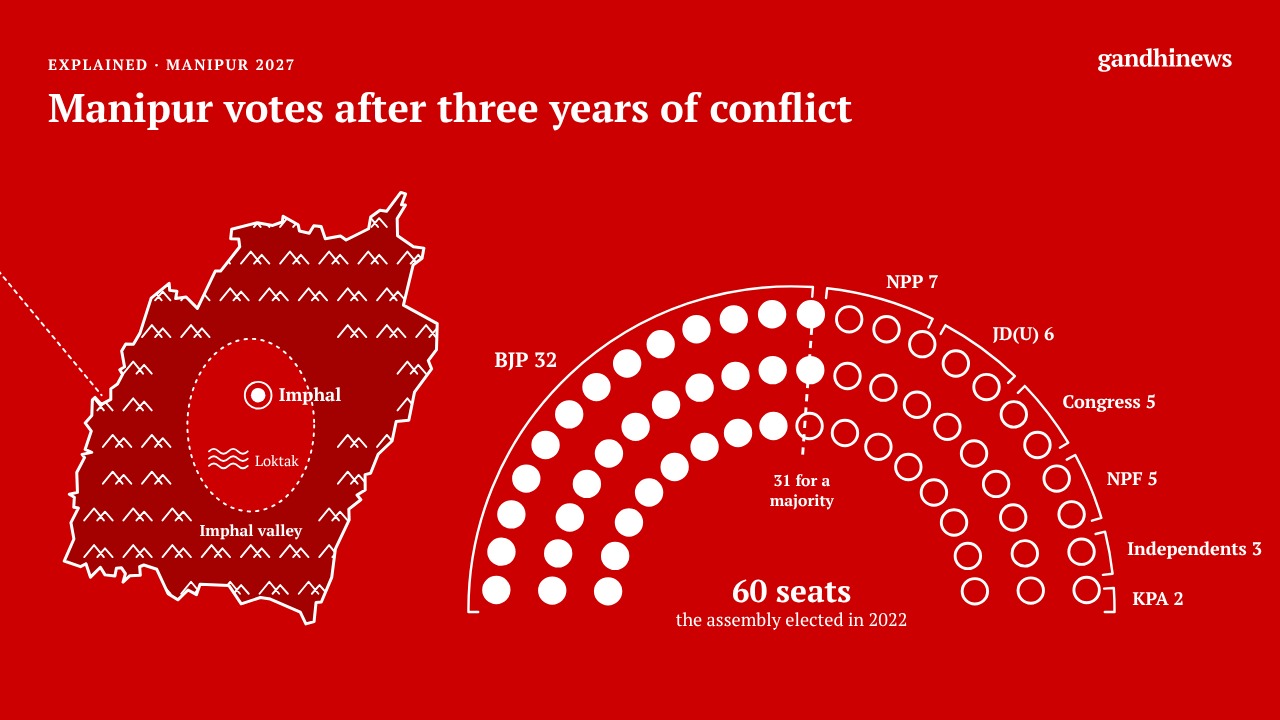 EXPLAINED · MANIPUR 2027
gandhinews
Manipur votes after three years of conflict
Imphal
Loktak
Imphal valley
BJP 32
NPP 7
JD(U) 6
Congress 5
NPF 5
Independents 3
KPA 2
31 for a
majority
60 seats
the assembly elected in 2022